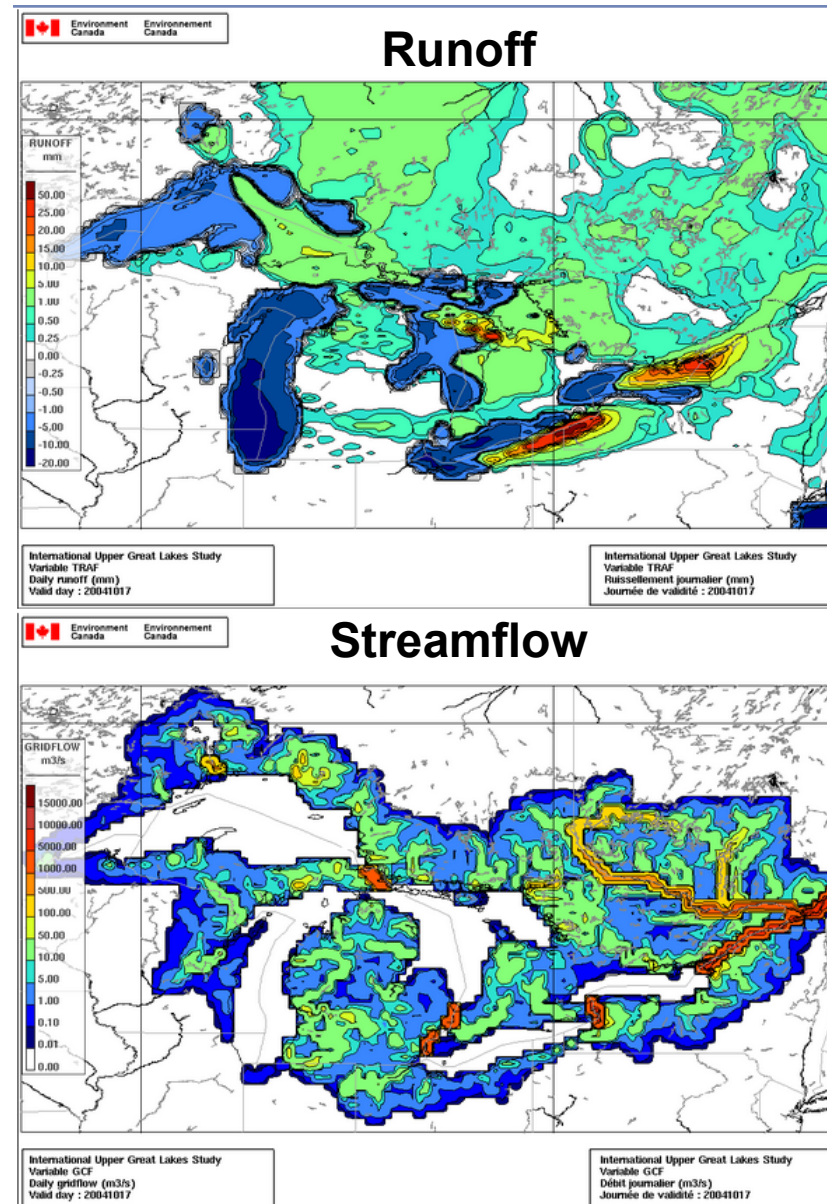 Environment Environnement
Canada Canada
Runoff
RUNOFF
mm
50.00
25.00
20.00
15.00
10.00
5.00
1.00
0.50
0.00
-0.25
-0.50
-1.00
-5.00
-10.00
-20.00
International Upper Great Lakes Study
Variable TRAF
Daily runoff (mm)
Valid day : 20041017
International Upper Great Lakes Study
Variable TRAF
Ruissellement journalier (mm)
Journée de validité : 20041017
Environment Environnement
Canada Canada
Streamflow
GRIDFLOW
m3/s
15000.00
10000.00
5000.00
1000.00
500.00
100.00
50.00
10.00
5.00
1.00
0.10
0.01
0.00
International Upper Great Lakes Study
Variable GCF
Daily gridflow (m3/s)
Valid day : 20041017
International Upper Great Lakes Study
Variable GCF
Débit journalier (m3/s)
Journée de validité : 20041017